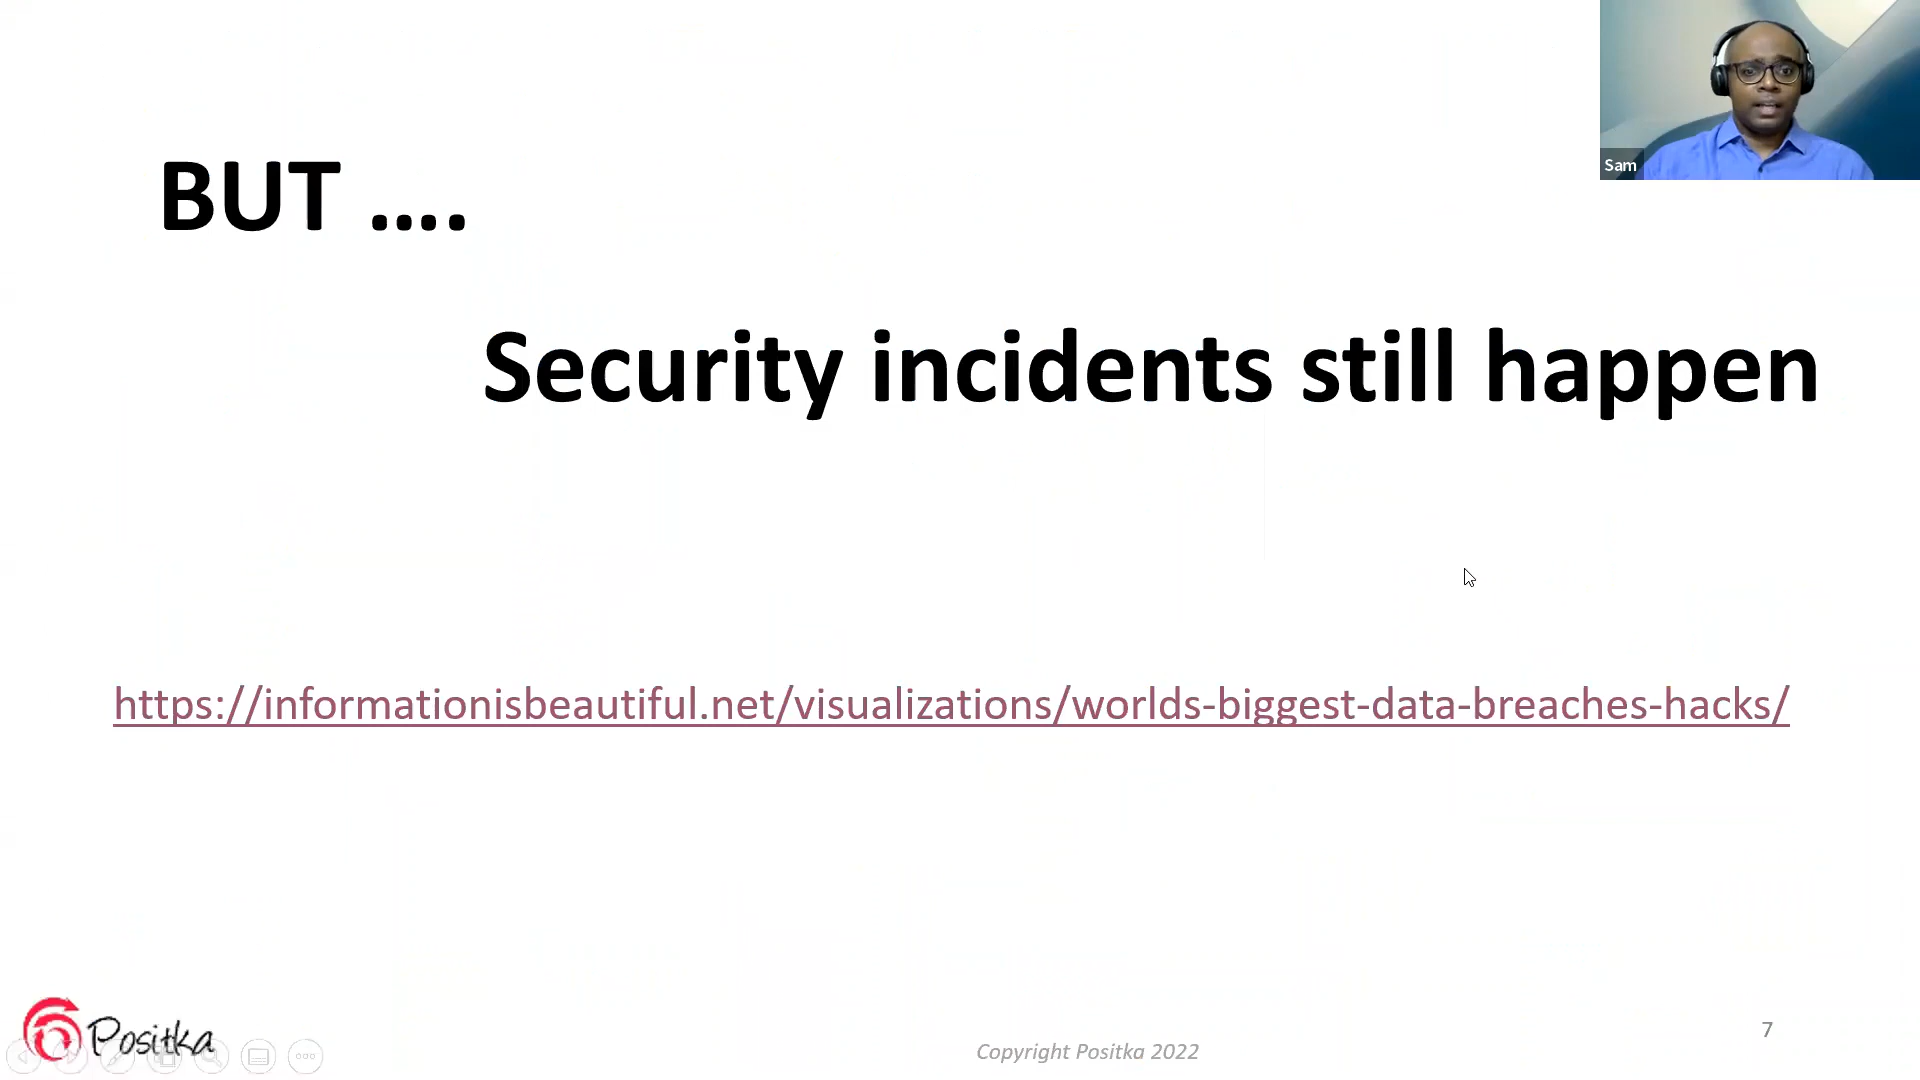 Sam
BUT ....
Security incidents still happen
https://informationisbeautiful.net/visualizations/worlds-biggest-data-breaches-hacks/
Positka
Copyright Positka 2022
7